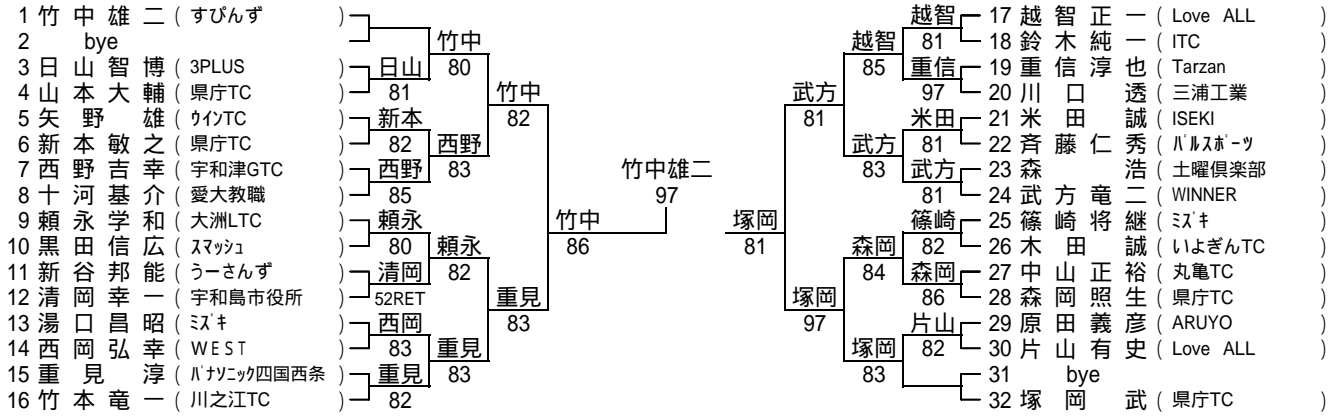 1 竹 中 雄 二 ( すぴんず )
2 bye
3 日 山 智 博 ( 3PLUS )
4 山 本 大 輔 ( 県庁TC )
5 矢 野 雄 ( ｳｲﾝTC )
6 新 本 敏 之 ( 県庁TC )
7 西 野 吉 幸 ( 宇和津GTC )
8 十 河 基 介 ( 愛大教職 )
9 頼 永 学 和 ( 大洲LTC )
10 黒 田 信 広 ( ｽﾏｯｼｭ )
11 新 谷 邦 能 ( うーさんず )
12 清 岡 幸 一 ( 宇和島市役所 )
13 湯 口 昌 昭 ( ﾐｽﾞｷ )
14 西 岡 弘 幸 ( WEST )
15 重 見 淳 ( ﾊﾟﾅｿﾆｯｸ四国西条 )
16 竹 本 竜 一 ( 川之江TC )
日山
81
新本
82
西野
85
頼永
80
清岡
52RET
西岡
83
重見
82
竹中
80
西野
83
頼永
82
重見
83
竹中
82
重見
83
竹中
86
竹中雄二
97
塚岡
81
武方
81
塚岡
97
越智
85
武方
83
森岡
84
塚岡
83
越智
81
重信
97
米田
81
武方
81
篠崎
82
森岡
86
片山
82
17 越 智 正 一 ( Love ALL )
18 鈴 木 純 一 ( ITC )
19 重 信 淳 也 ( Tarzan )
20 川 口 透 ( 三浦工業 )
21 米 田 誠 ( ISEKI )
22 斉 藤 仁 秀 ( ﾊﾟﾙｽﾎﾟｰﾂ )
23 森 浩 ( 土曜倶楽部 )
24 武 方 竜 二 ( WINNER )
25 篠 崎 将 継 ( ﾐｽﾞｷ )
26 木 田 誠 ( いよぎんTC )
27 中 山 正 裕 ( 丸亀TC )
28 森 岡 照 生 ( 県庁TC )
29 原 田 義 彦 ( ARUYO )
30 片 山 有 史 ( Love ALL )
31 bye
32 塚 岡 武 ( 県庁TC )